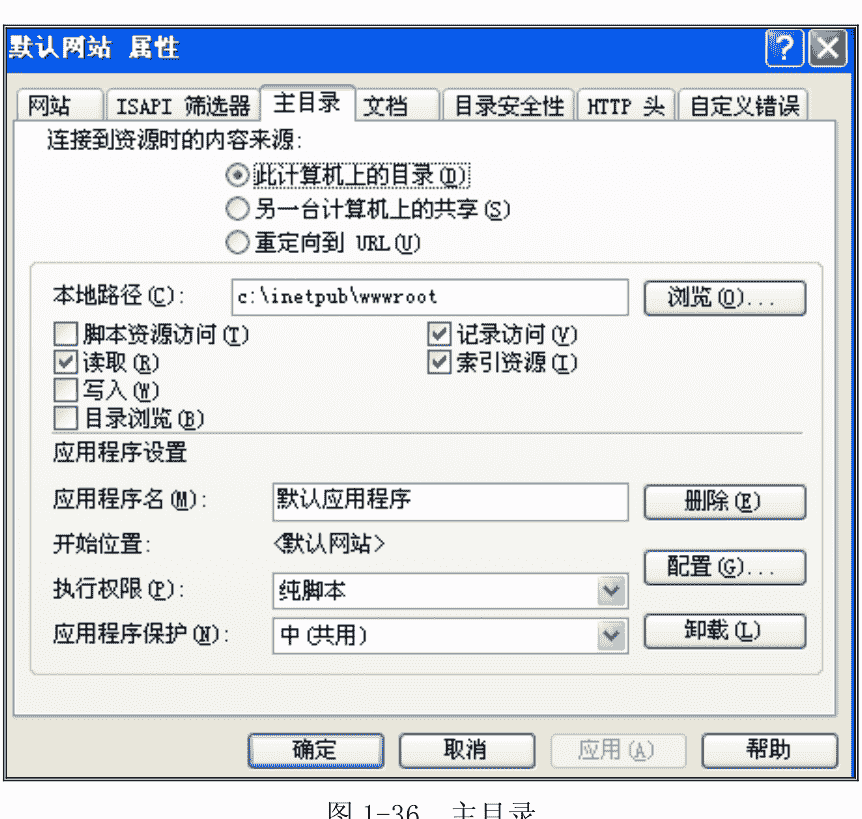 默认网站 属性
网站 ISAPI 筛选器 主目录 文档 目录安全性 HTTP 头 自定义错误
连接到资源时的内容来源:
此计算机上的目录(D)
另一台计算机上的共享(S)
重定向到 URL(U)
本地路径(C): c:\inetpub\wwwroot 浏览(O)...
脚本资源访问(T) 记录访问(V)
读取(R) 索引资源(I)
写入(W)
目录浏览(B)
应用程序设置
应用程序名(M): 默认应用程序 删除(E)
开始位置: <默认网站>
配置(G)...
执行权限(P): 纯脚本
应用程序保护(N): 中(共用) 卸载(L)
确定 取消 应用(A) 帮助
图 1-36 主目录